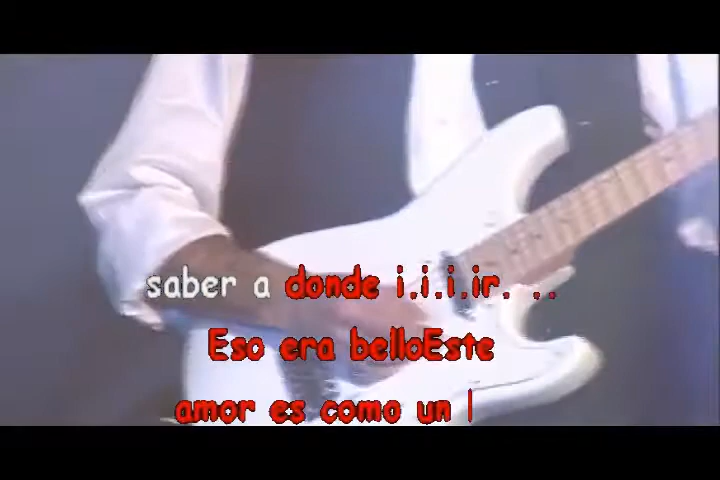 saber a donde i.i.i.ir. ..
Eso era belloEste
amor es como un l